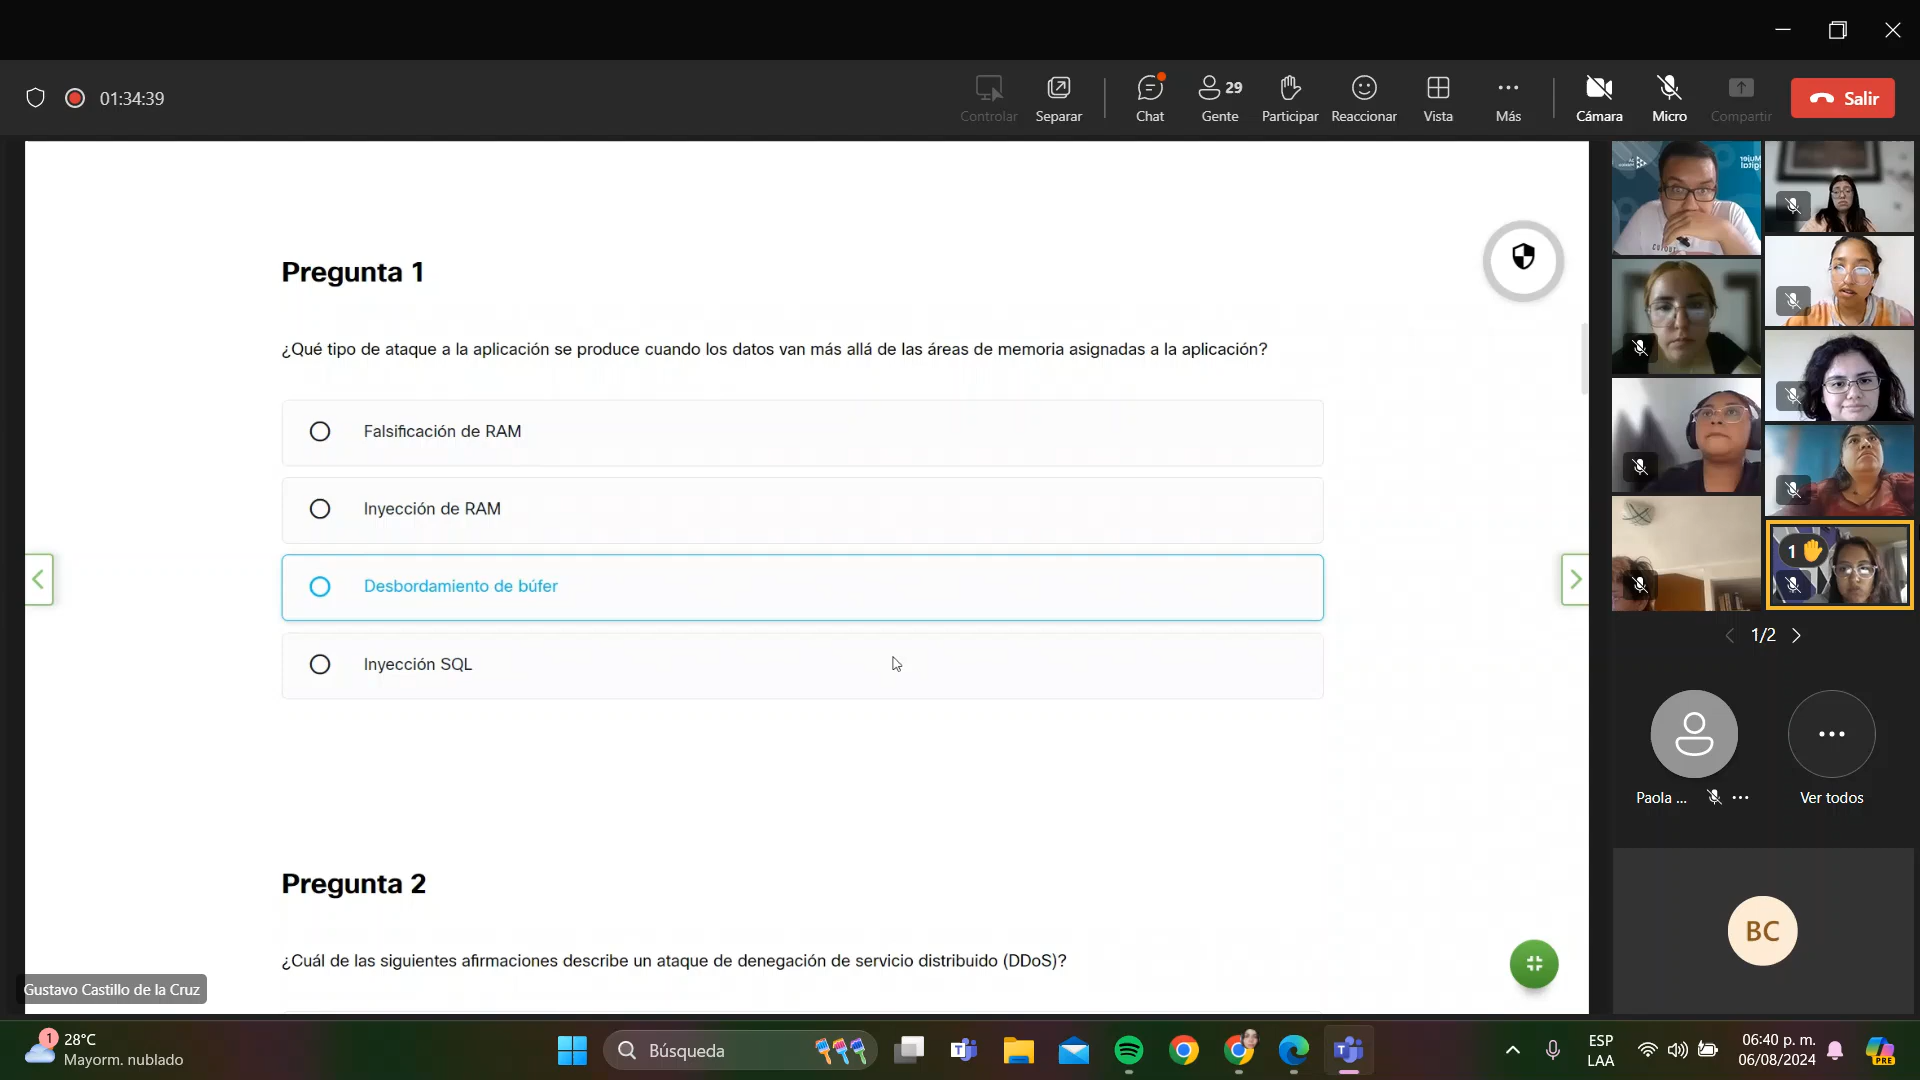 01:34:39
Controlar
Separar
Chat
29
Gente
Participar
Reaccionar
Vista
Más
Cámara
Micro
Compartir
Salir
Pregunta 1
¿Qué tipo de ataque a la aplicación se produce cuando los datos van más allá de las áreas de memoria asignadas a la aplicación?
Falsificación de RAM
Inyección de RAM
Desbordamiento de búfer
Inyección SQL
Pregunta 2
¿Cuál de las siguientes afirmaciones describe un ataque de denegación de servicio distribuido (DDoS)?
Gustavo Castillo de la Cruz
1
1/2
Paola ...
Ver todos
BC
1
28°C
Mayorm. nublado
Búsqueda
ESP
LAA
06:40 p. m.
06/08/2024
PRE